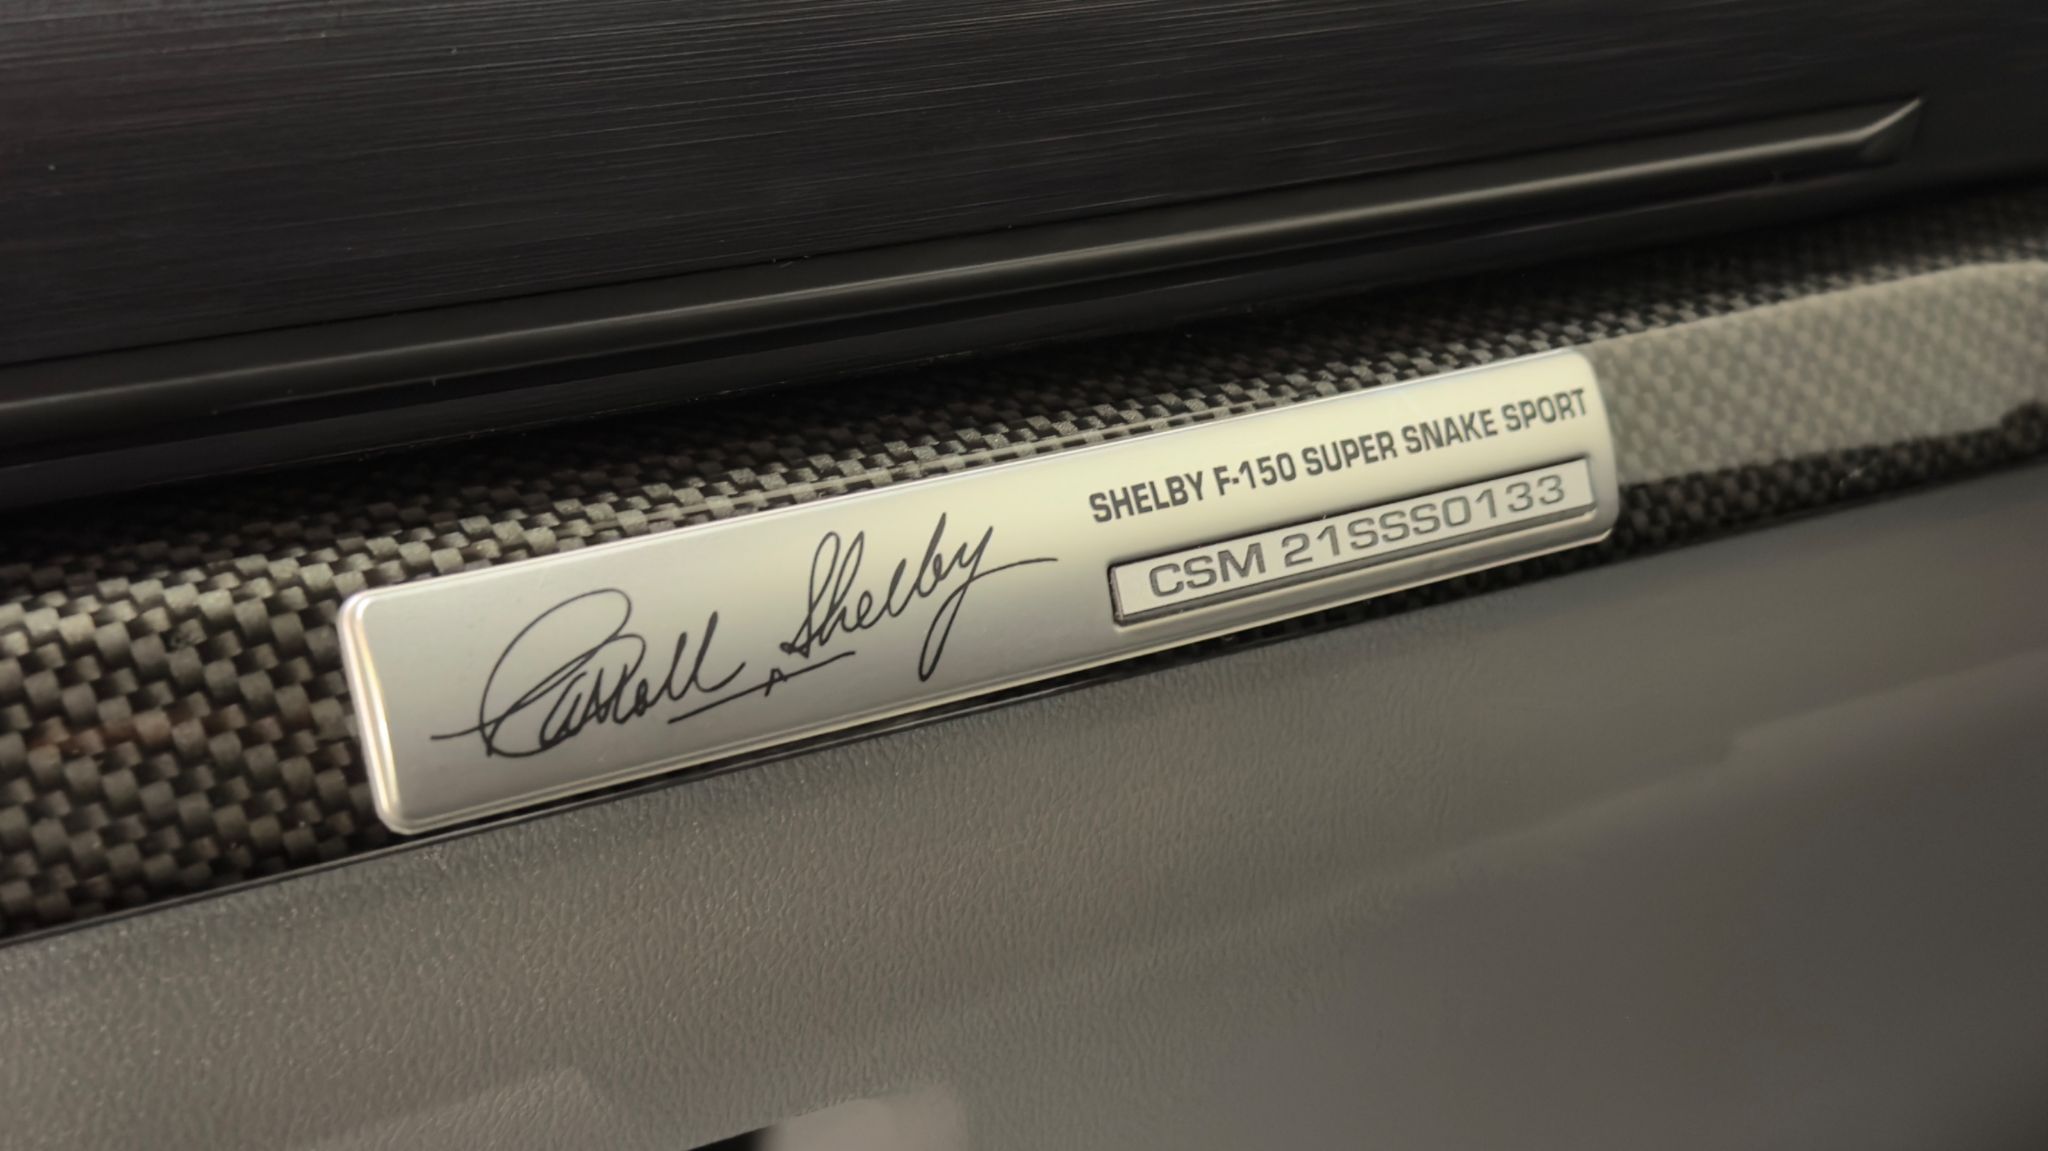 Carroll Shelby
SHELBY F-150 SUPER SNAKE SPORT
CSM 21SSS0133